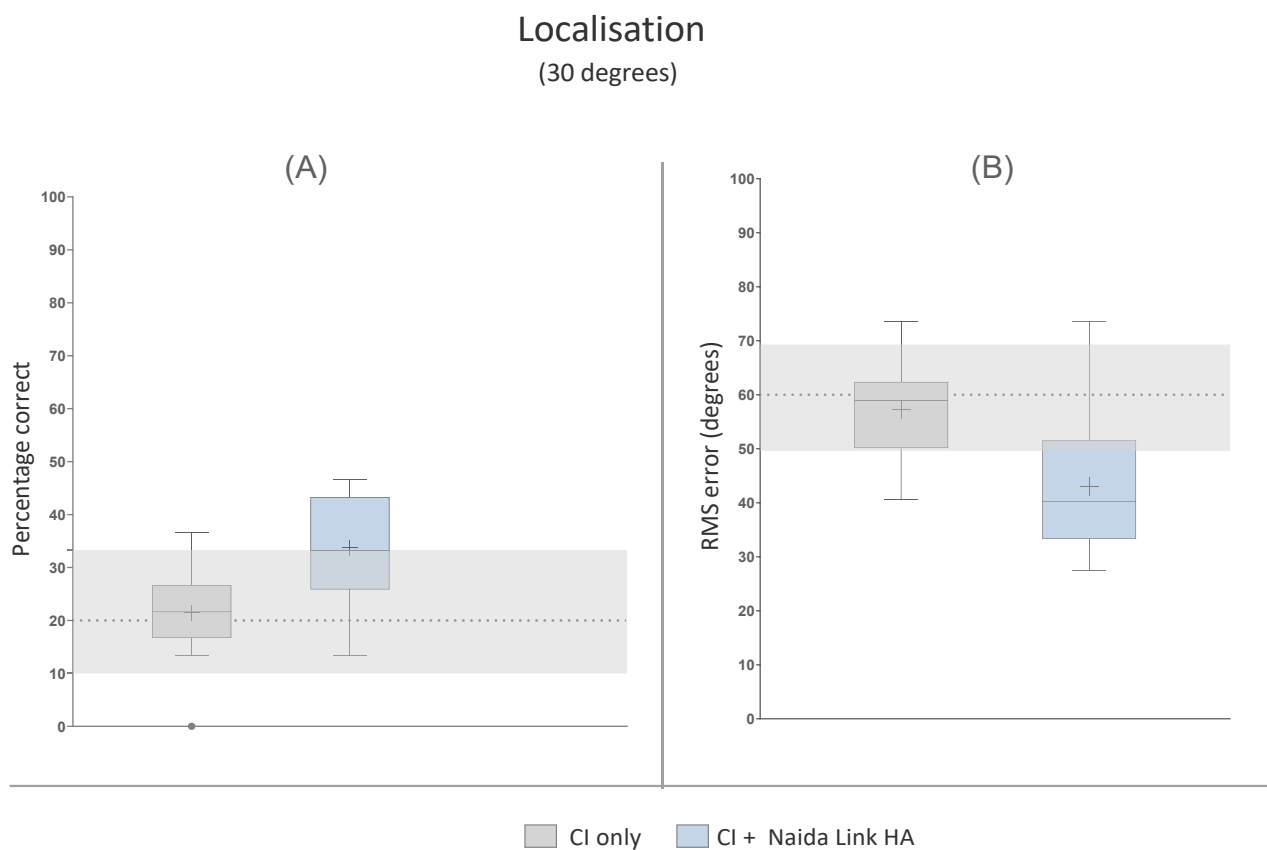 Localisation
(30 degrees)
(A)
Percentage correct
100
90
80
70
60
50
40
30
20
10
0
(B)
RMS error (degrees)
100
90
80
70
60
50
40
30
20
10
0
CI only
CI + Naida Link HA